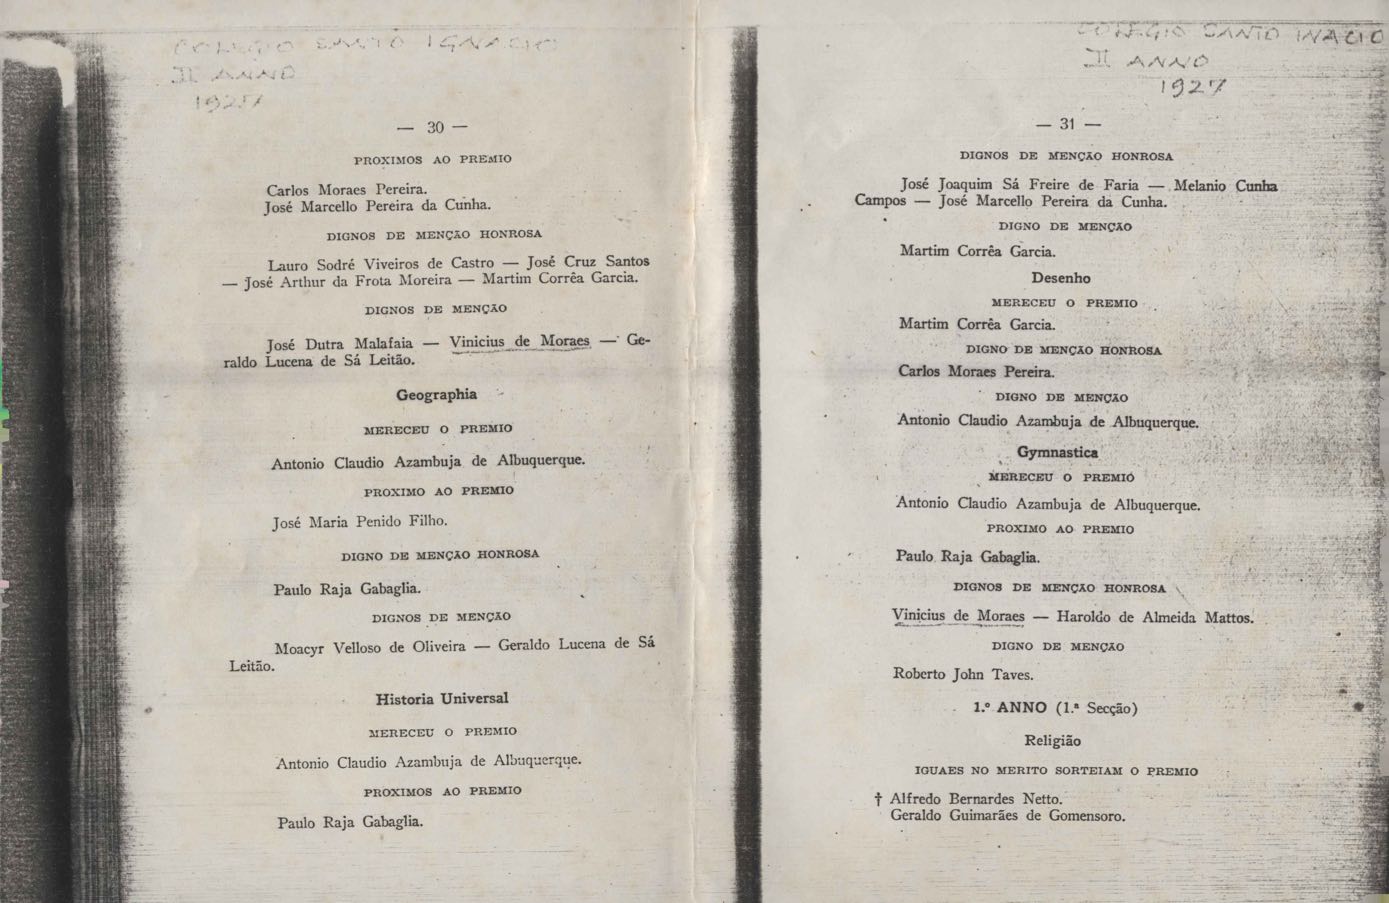 COLEGIO SANTO IGNACIO
II ANNO
1927
— 30 —
PROXIMOS AO PREMIO
Carlos Moraes Pereira.
José Marcello Pereira da Cunha.
DIGNOS DE MENÇÃO HONROSA
Lauro Sodré Viveiros de Castro — José Cruz Santos
— José Arthur da Frota Moreira — Martim Corrêa Garcia.
DIGNOS DE MENÇÃO
José Dutra Malafaia — Vinicius de Moraes — Ge-
raldo Lucena de Sá Leitão.
Geographia
MERECEU O PREMIO
Antonio Claudio Azambuja de Albuquerque.
PROXIMO AO PREMIO
José Maria Penido Filho.
DIGNO DE MENÇÃO HONROSA
Paulo Raja Gabaglia.
DIGNOS DE MENÇÃO
Moacyr Velloso de Oliveira — Geraldo Lucena de Sá
Leitão.
Historia Universal
MERECEU O PREMIO
Antonio Claudio Azambuja de Albuquerque.
PROXIMOS AO PREMIO
Paulo Raja Gabaglia.
COLEGIO SANTO INACIO
II ANNO
1927
— 31 —
DIGNOS DE MENÇÃO HONROSA
José Joaquim Sá Freire de Faria — Melanio Cunha
Campos — José Marcello Pereira da Cunha.
DIGNO DE MENÇÃO
Martim Corrêa Garcia.
Desenho
MERECEU O PREMIO
Martim Corrêa Garcia.
DIGNO DE MENÇÃO HONROSA
Carlos Moraes Pereira.
DIGNO DE MENÇÃO
Antonio Claudio Azambuja de Albuquerque.
Gymnastica
MERECEU O PREMIO
Antonio Claudio Azambuja de Albuquerque.
PROXIMO AO PREMIO
Paulo Raja Gabaglia.
DIGNOS DE MENÇÃO HONROSA
Vinicius de Moraes — Haroldo de Almeida Mattos.
DIGNO DE MENÇÃO
Roberto John Taves.
1.º ANNO (1.ª Secção)
Religião
IGUAES NO MERITO SORTEIAM O PREMIO
† Alfredo Bernardes Netto.
Geraldo Guimarães de Gomensoro.